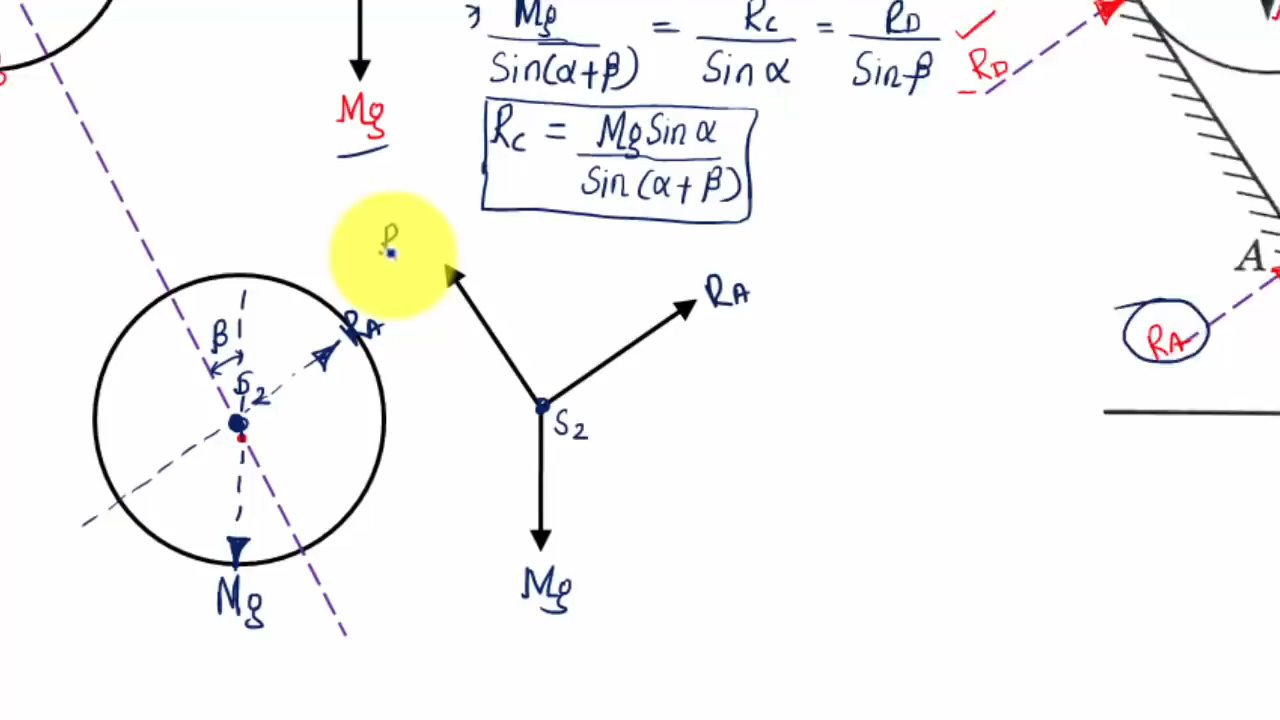 ⇒ Mg / Sin(α+β) = Rc / Sin α = RD / Sin β ✓
RD
Mg
Rc = Mg Sin α / Sin (α + β)
A
RA
RA
RA
β
S2
S2
Mg
Mg